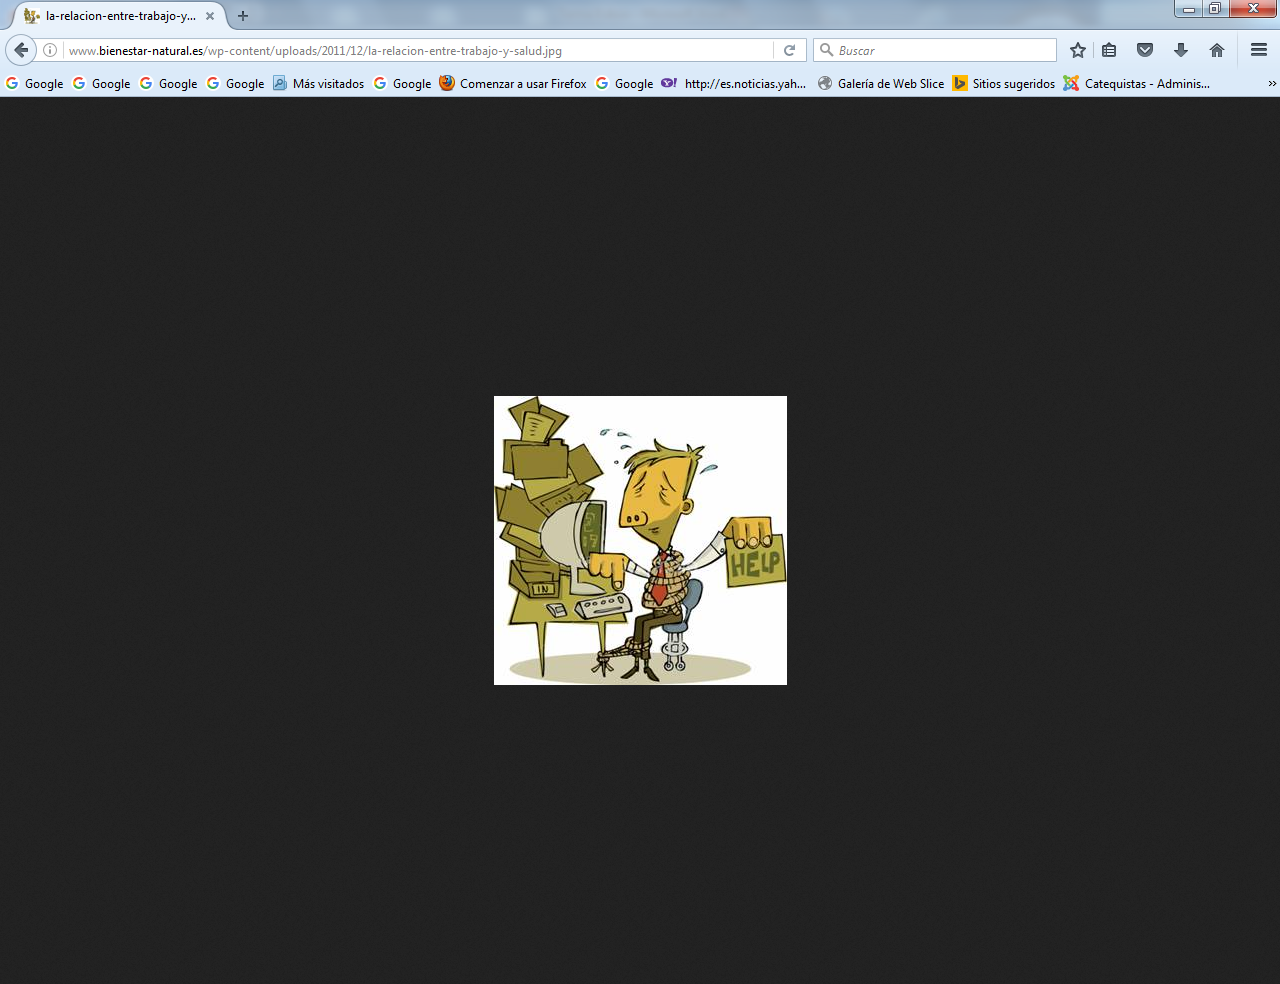 la-relacion-entre-trabajo-y...
www.bienestar-natural.es/wp-content/uploads/2011/12/la-relacion-entre-trabajo-y-salud.jpg
Buscar
Google Google Google Google Más visitados Google Comenzar a usar Firefox Google http://es.noticias.yah... Galería de Web Slice Sitios sugeridos Catequistas - Adminis...
HELP
IN